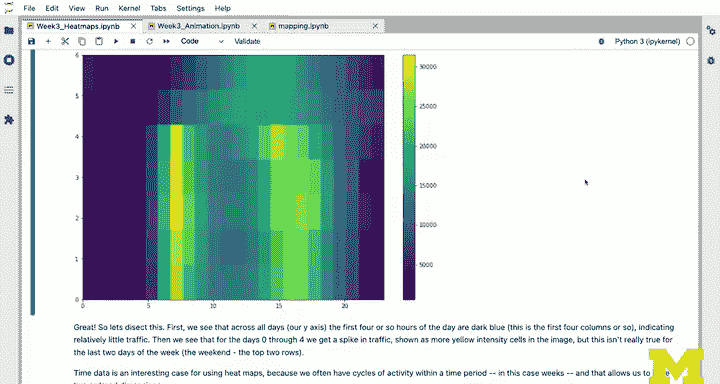 File Edit View Run Kernel Tabs Settings Help
Week3_Heatmaps.ipynb Week3_Animation.ipynb mapping.ipynb
Code Validate Python 3 (ipykernel)
6
5
4
3
2
1
0
0 5 10 15 20
30000
25000
20000
15000
10000
5000
Great! So lets disect this. First, we see that across all days (our y axis) the first four or so hours of the day are dark blue (this is the first four columns or so), indicating
relatively little traffic. Then we see that for the days 0 through 4 we get a spike in traffic, shown as more yellow intensity cells in the image, but this isn't really true for
the last two days of the week (the weekend - the top two rows).
Time data is an interesting case for using heat maps, because we often have cycles of activity within a time period -- in this case weeks -- and that allows us to
M